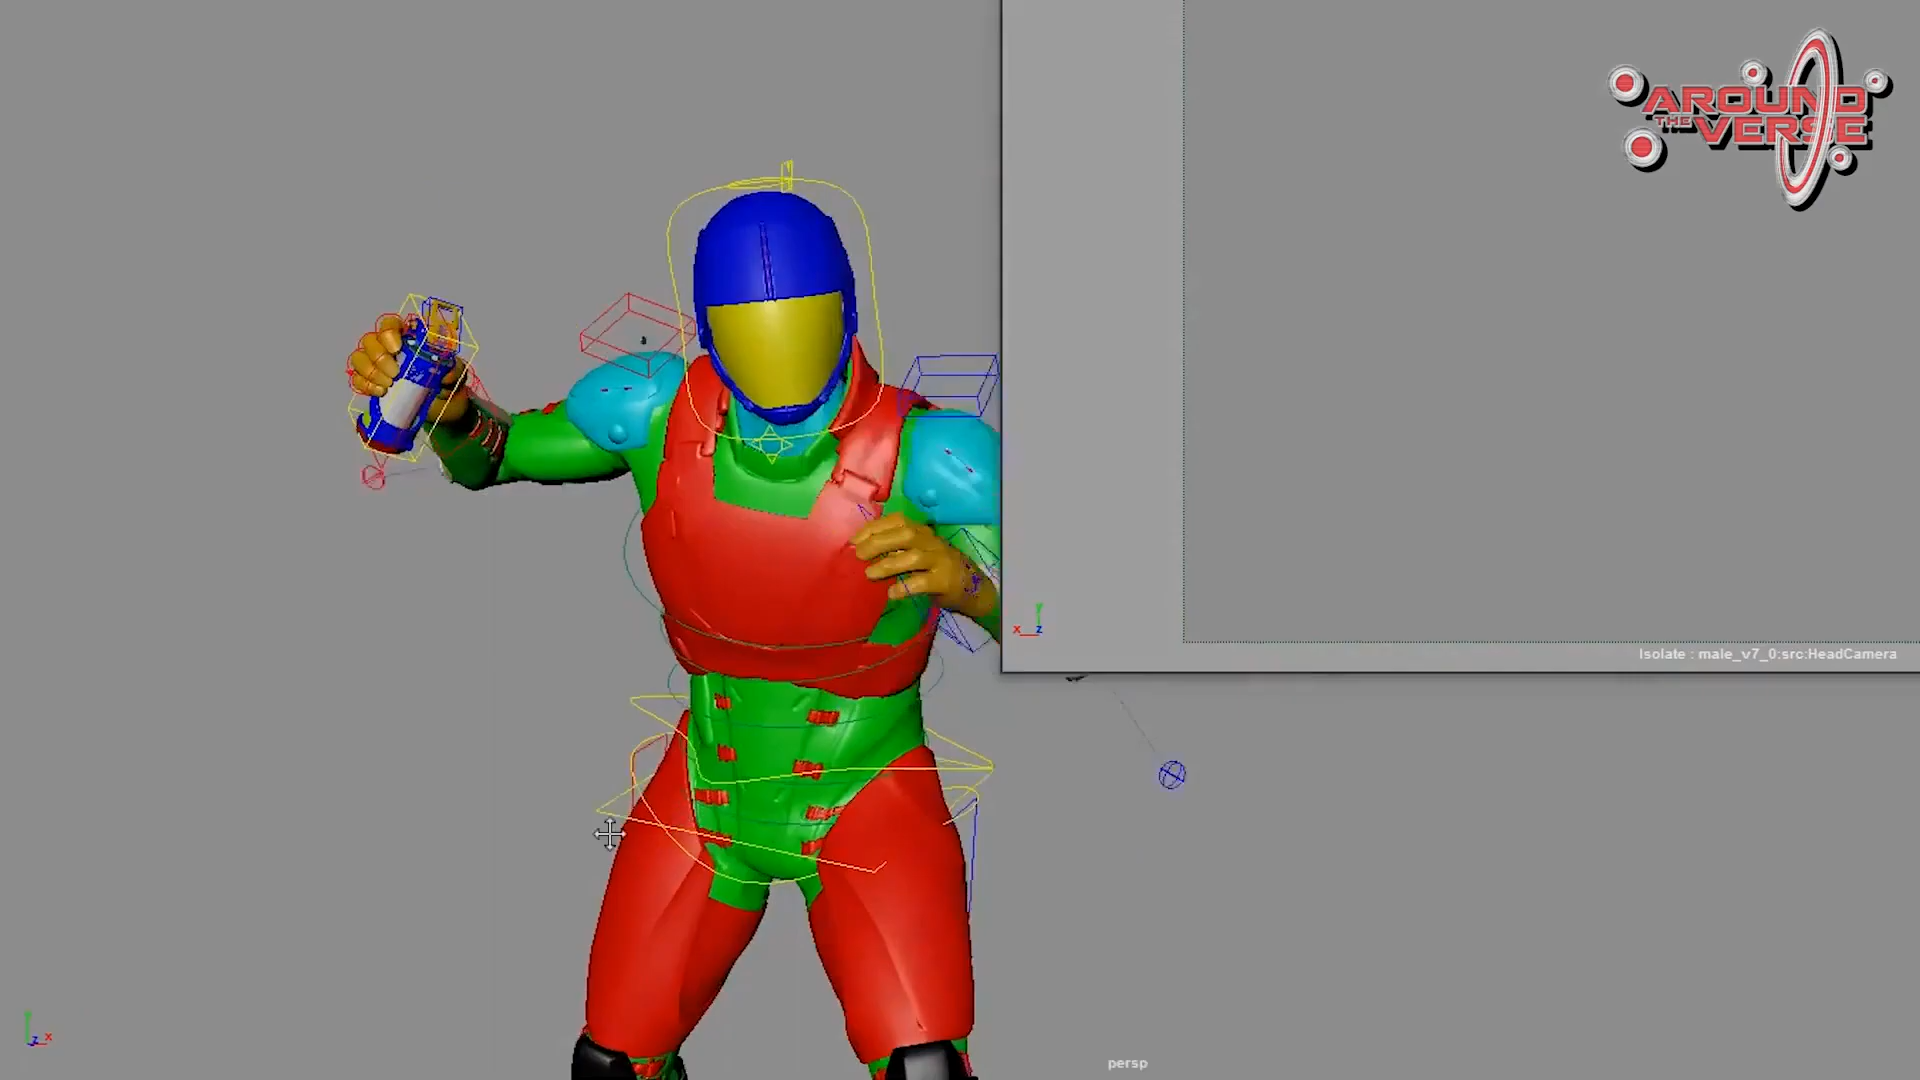 AROUND
THE VERSE
Y
X Z
Isolate : male_v7_0:src:HeadCamera
Z X
persp